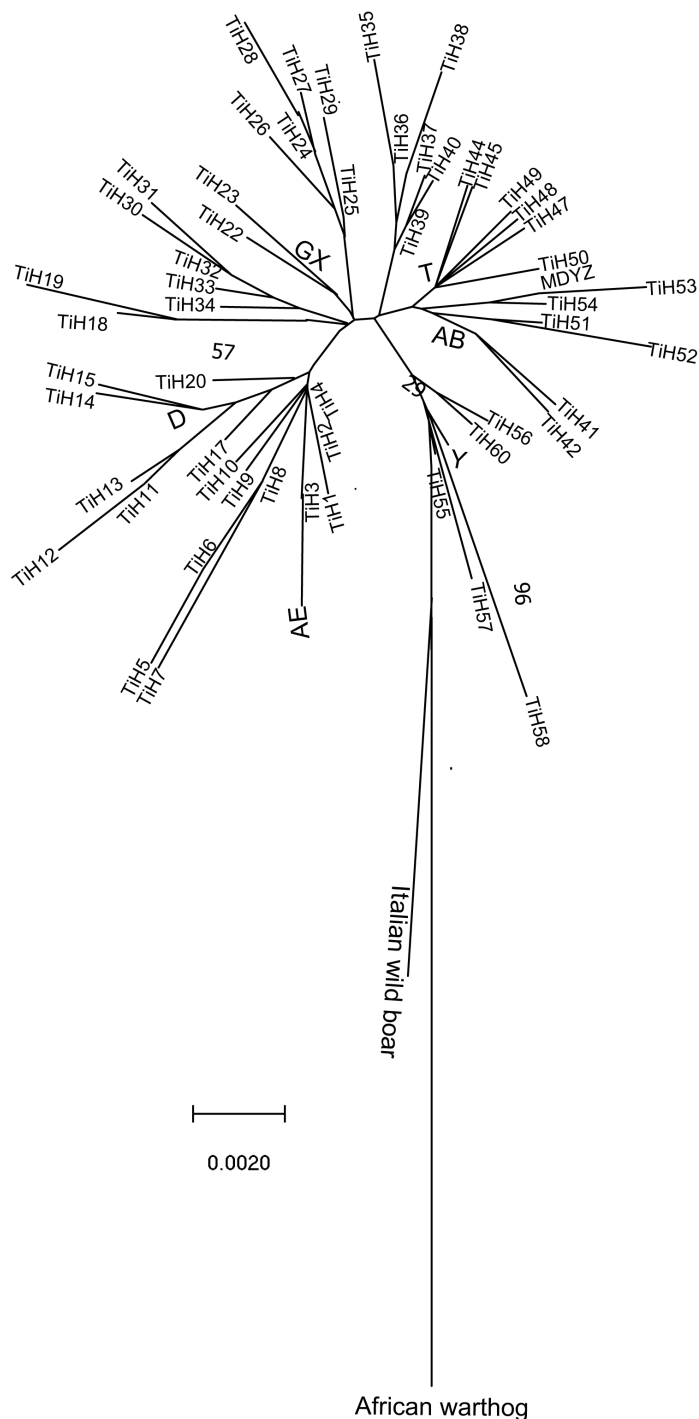 TiH28
TiH27
TiH29
TiH35
TiH38
TiH26
TiH24
TiH36
TiH37
TiH40
TiH44
TiH45
TiH31
TiH30
TiH23
TiH22
TiH25
TiH39
TiH49
TiH48
TiH47
GX
T
TiH32
TiH33
TiH34
TiH50
MDYZ
TiH53
TiH54
TiH51
TiH52
TiH19
TiH18
57
AB
TiH20
TiH15
TiH14
D
TiH4
TiH2
29
TiH56
TiH60
TiH41
TiH42
Y
TiH17
TiH10
TiH9
TiH8
TiH3
TiH1
TiH55
TiH13
TiH11
TiH12
TiH6
TiH5
TiH7
AE
TiH57
96
TiH58
Italian wild boar
0.0020
African warthog